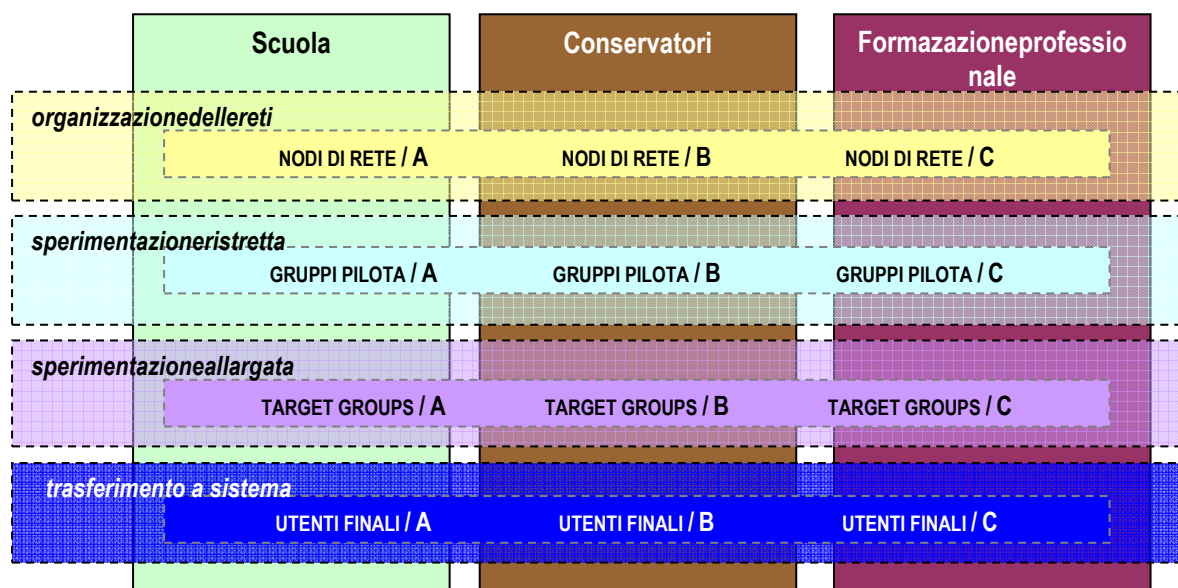 Scuola
Conservatori
Formazazioneprofessio
nale
organizzazionedellereti
NODI DI RETE / A
NODI DI RETE / B
NODI DI RETE / C
sperimentazioneristretta
GRUPPI PILOTA / A
GRUPPI PILOTA / B
GRUPPI PILOTA / C
sperimentazioneallargata
TARGET GROUPS / A
TARGET GROUPS / B
TARGET GROUPS / C
trasferimento a sistema
UTENTI FINALI / A
UTENTI FINALI / B
UTENTI FINALI / C